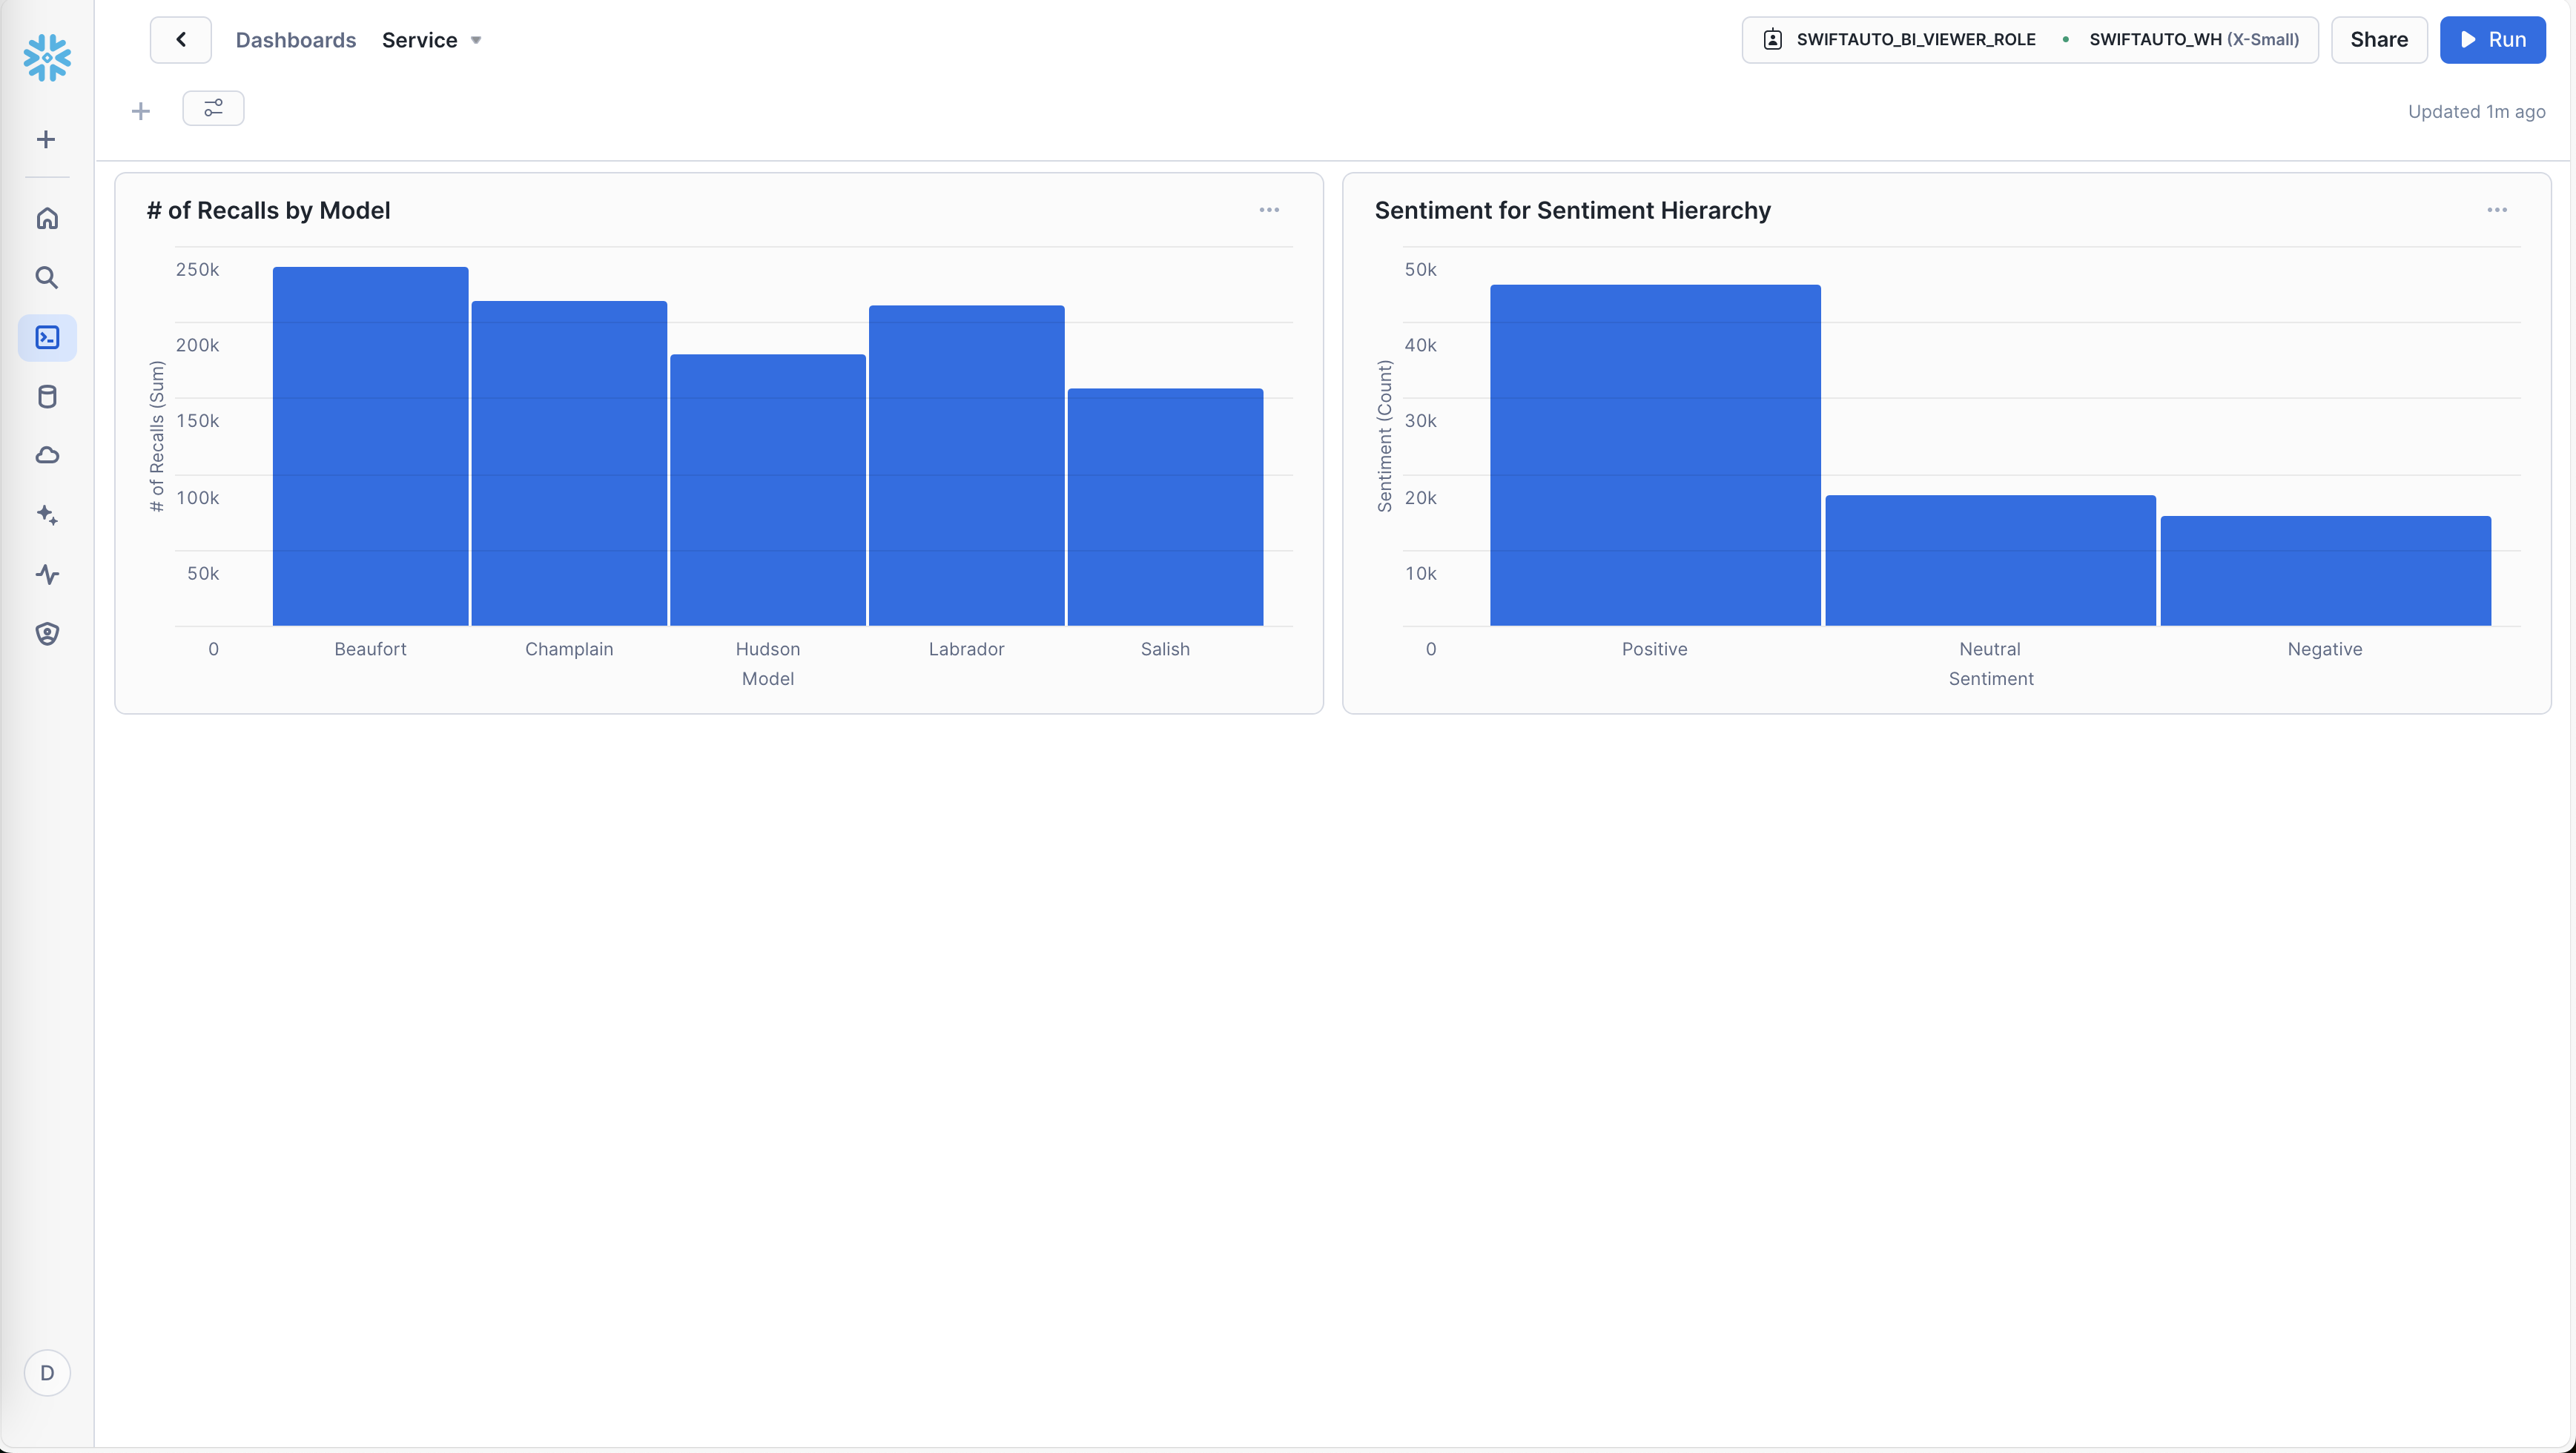 Dashboards Service
SWIFTAUTO_BI_VIEWER_ROLE • SWIFTAUTO_WH (X-Small)
Share
Run
Updated 1m ago
# of Recalls by Model
# of Recalls (Sum)
250k
200k
150k
100k
50k
0
Beaufort Champlain Hudson Labrador Salish
Model
Sentiment for Sentiment Hierarchy
Sentiment (Count)
50k
40k
30k
20k
10k
0
Positive Neutral Negative
Sentiment
D